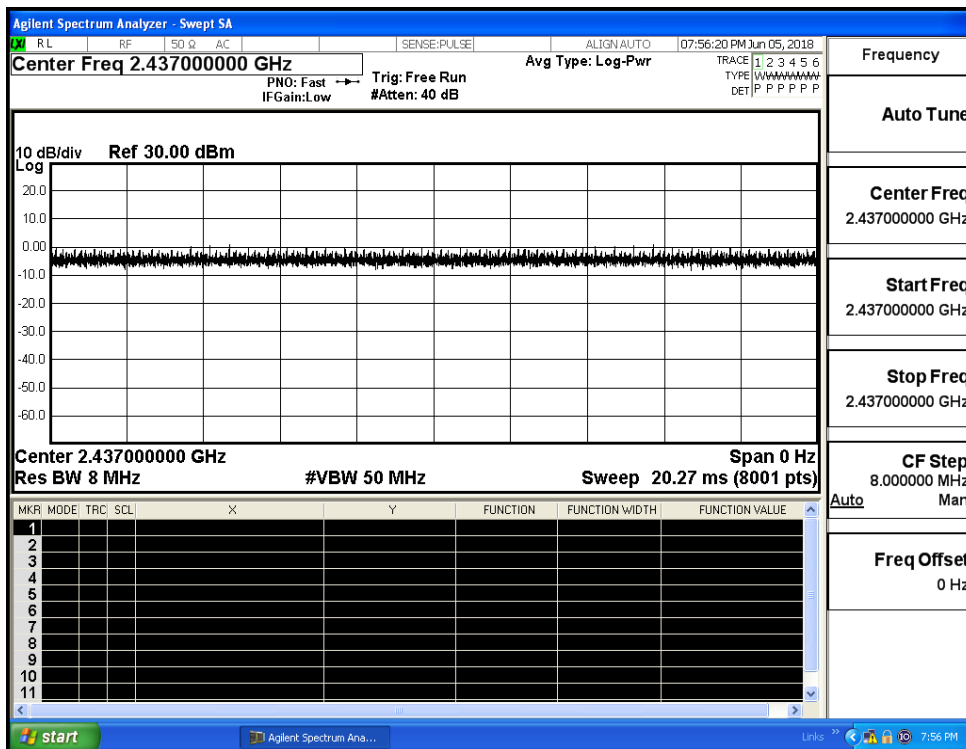 Agilent Spectrum Analyzer - Swept SA
LXI RL RF 50 Ω AC SENSE:PULSE ALIGN AUTO 07:56:20 PM Jun 05, 2018
Center Freq 2.437000000 GHz
PNO: Fast
IFGain:Low
Trig: Free Run
#Atten: 40 dB
Avg Type: Log-Pwr
TRACE 1 2 3 4 5 6
TYPE WWWWWW
DET P P P P P P
10 dB/div Ref 30.00 dBm
Log
20.0
10.0
0.00
-10.0
-20.0
-30.0
-40.0
-50.0
-60.0
Center 2.437000000 GHz Span 0 Hz
Res BW 8 MHz #VBW 50 MHz Sweep 20.27 ms (8001 pts)
MKR MODE TRC SCL X Y FUNCTION FUNCTION WIDTH FUNCTION VALUE
1
2
3
4
5
6
7
8
9
10
11
Frequency
Auto Tune
Center Freq
2.437000000 GHz
Start Freq
2.437000000 GHz
Stop Freq
2.437000000 GHz
CF Step
8.000000 MHz
Auto Man
Freq Offset
0 Hz
start Agilent Spectrum Ana... Links » 7:56 PM